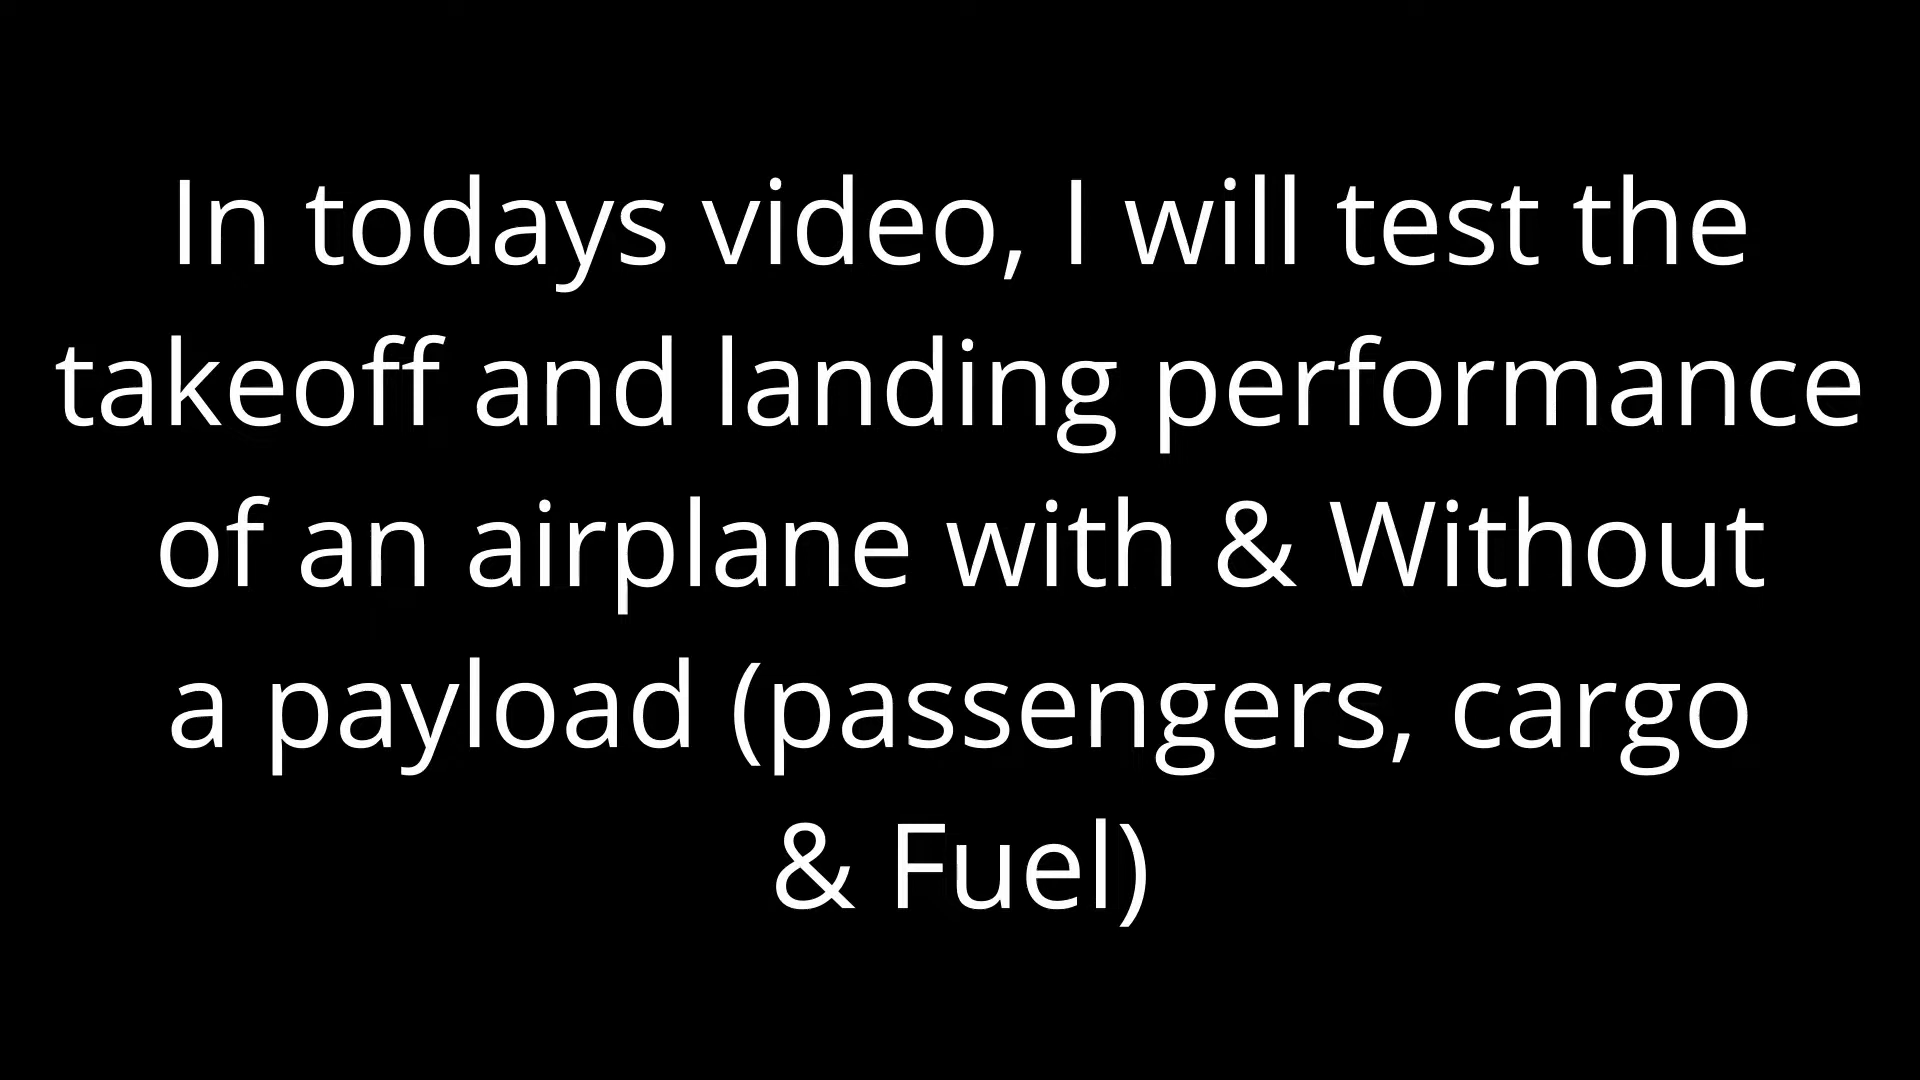 In todays video, I will test the
takeoff and landing performance
of an airplane with & Without
a payload (passengers, cargo
& Fuel)